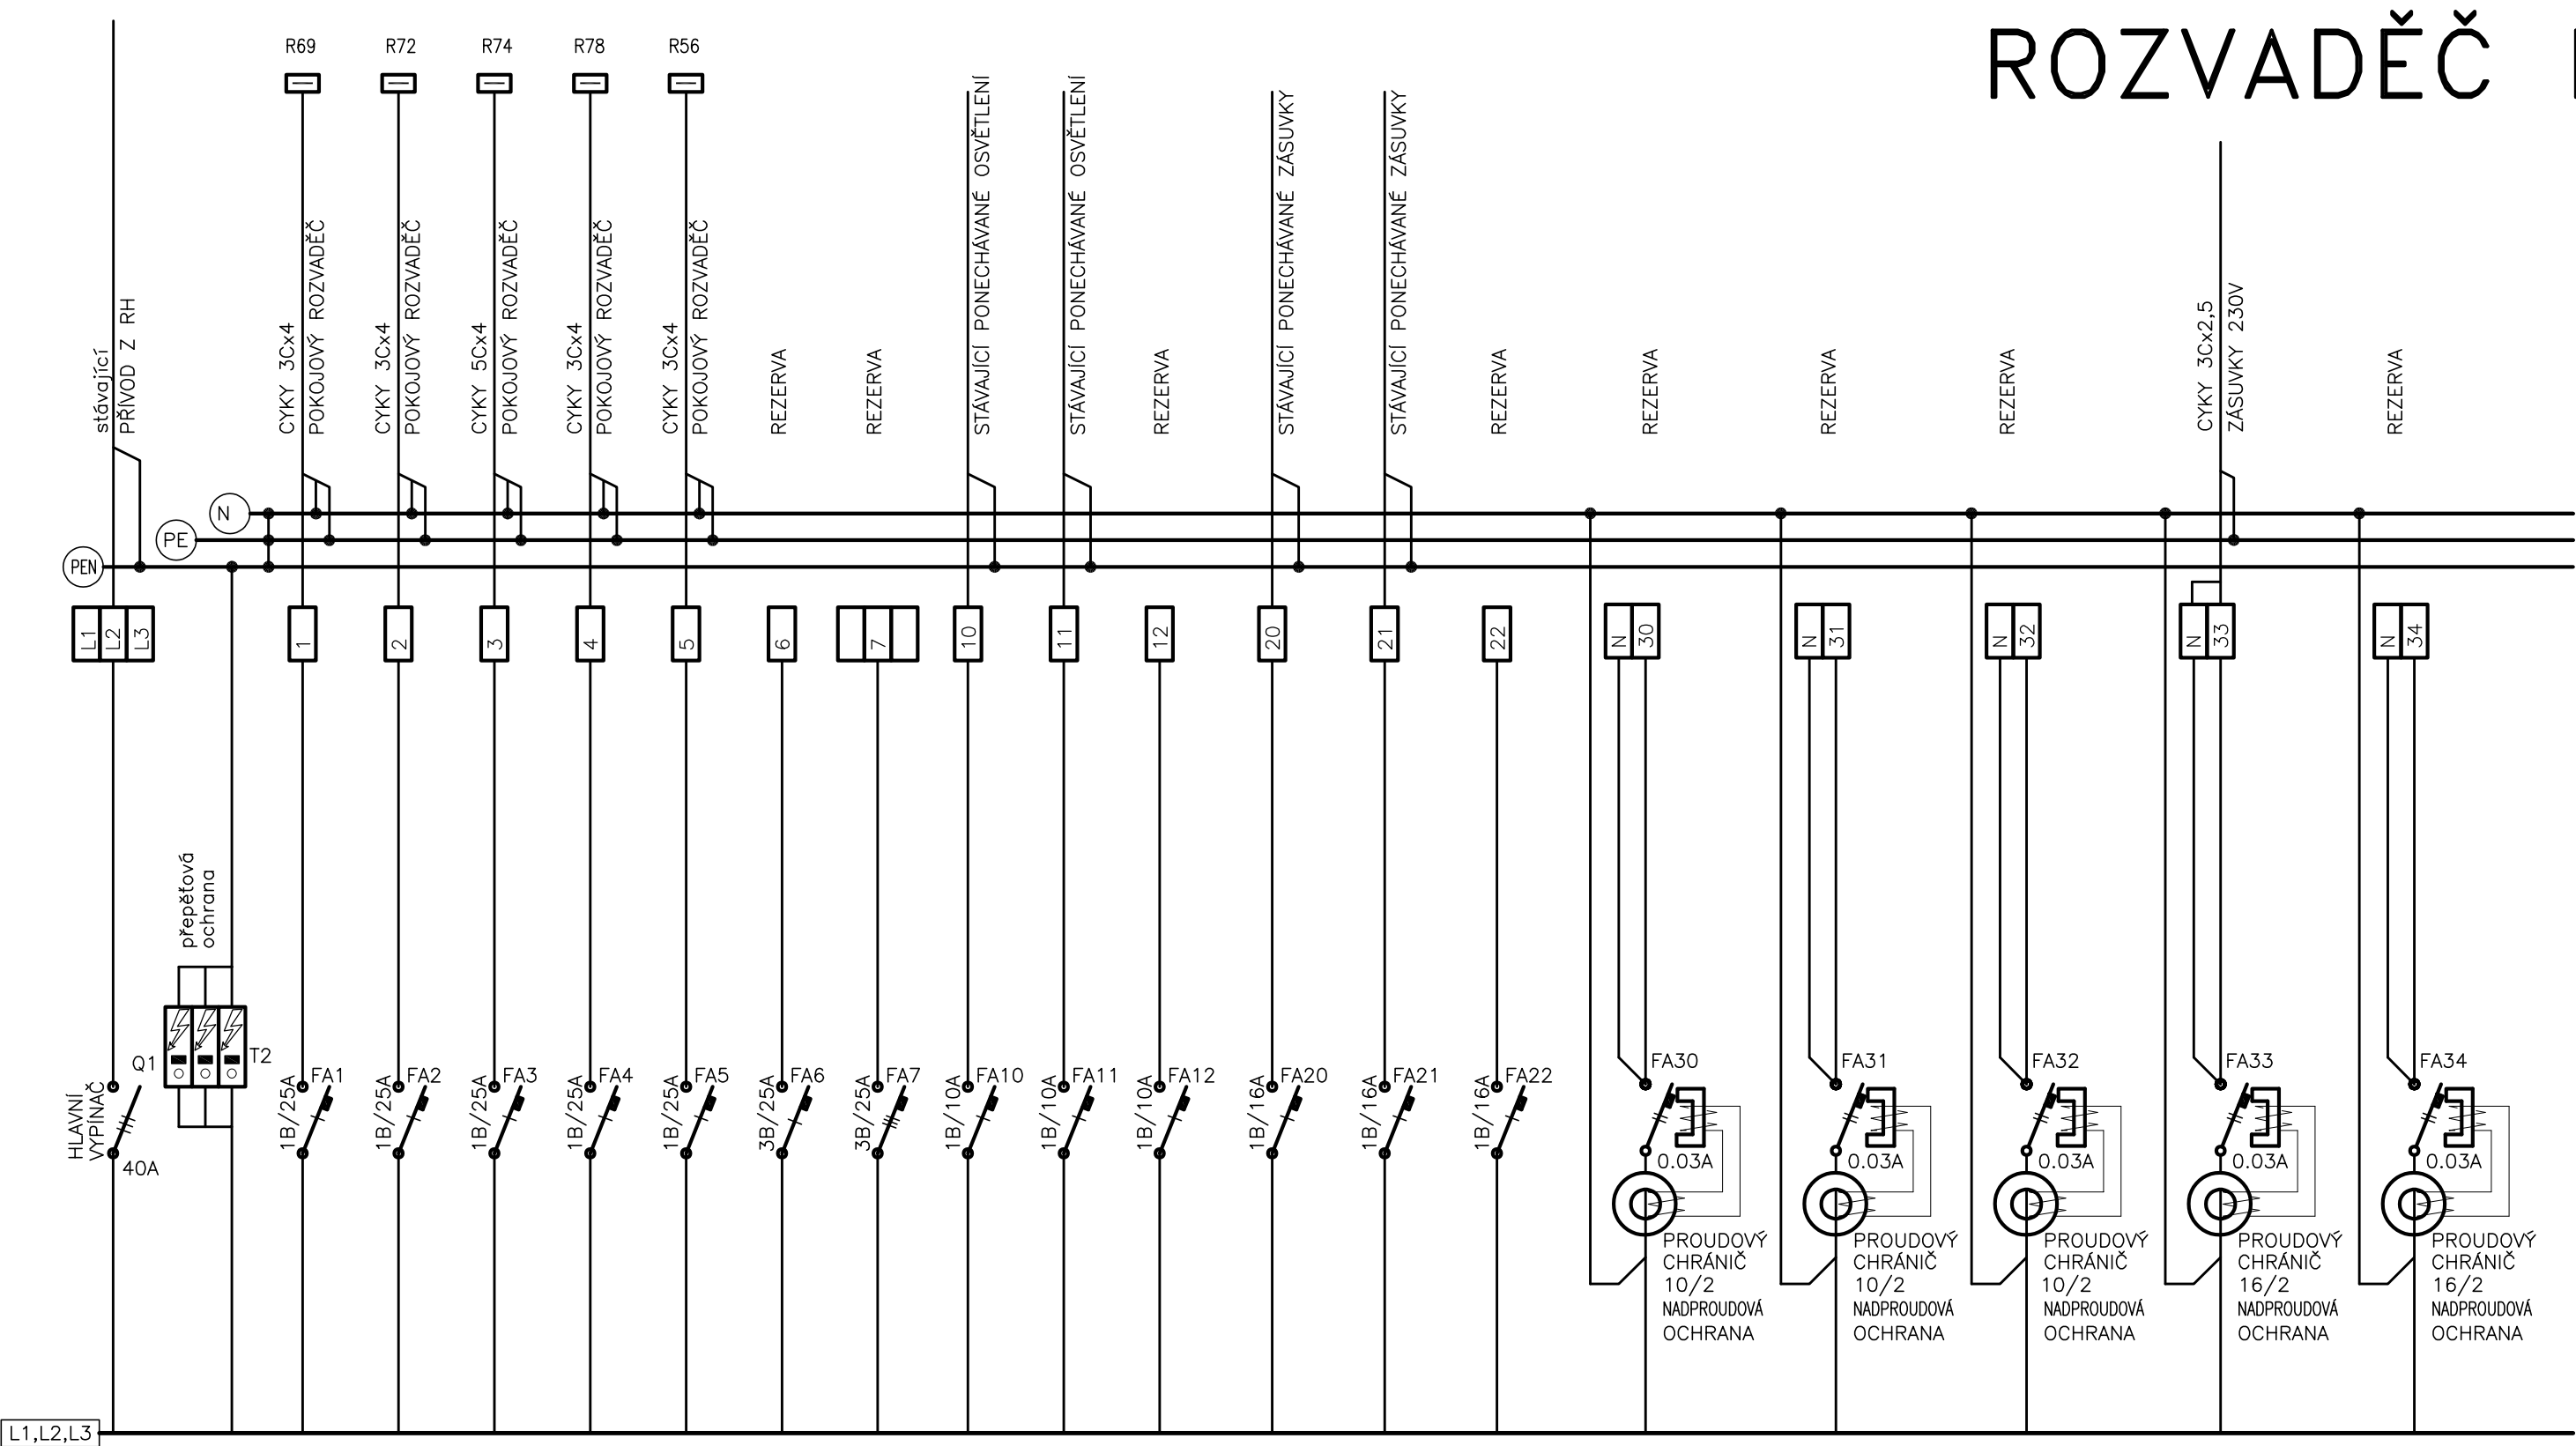 ROZVADĚČ
R69
R72
R74
R78
R56
stávající
PŘÍVOD Z RH
CYKY 3Cx4
POKOJOVÝ ROZVADĚČ
CYKY 3Cx4
POKOJOVÝ ROZVADĚČ
CYKY 5Cx4
POKOJOVÝ ROZVADĚČ
CYKY 3Cx4
POKOJOVÝ ROZVADĚČ
CYKY 3Cx4
POKOJOVÝ ROZVADĚČ
REZERVA
REZERVA
STÁVAJÍCÍ PONECHÁVANÉ OSVĚTLENÍ
STÁVAJÍCÍ PONECHÁVANÉ OSVĚTLENÍ
REZERVA
STÁVAJÍCÍ PONECHÁVANÉ ZÁSUVKY
STÁVAJÍCÍ PONECHÁVANÉ ZÁSUVKY
REZERVA
REZERVA
REZERVA
REZERVA
CYKY 3Cx2,5
ZÁSUVKY 230V
REZERVA
N
PE
PEN
L1
L2
L3
1
2
3
4
5
6
7
10
11
12
20
21
22
N
30
N
31
N
32
N
33
N
34
přepěťová
ochrana
HLAVNÍ
VYPÍNAČ
Q1
40A
T2
1B/25A
FA1
1B/25A
FA2
1B/25A
FA3
1B/25A
FA4
1B/25A
FA5
3B/25A
FA6
3B/25A
FA7
1B/10A
FA10
1B/10A
FA11
1B/10A
FA12
1B/16A
FA20
1B/16A
FA21
1B/16A
FA22
FA30
0.03A
PROUDOVÝ
CHRÁNIČ
10/2
NADPROUDOVÁ
OCHRANA
FA31
0.03A
PROUDOVÝ
CHRÁNIČ
10/2
NADPROUDOVÁ
OCHRANA
FA32
0.03A
PROUDOVÝ
CHRÁNIČ
10/2
NADPROUDOVÁ
OCHRANA
FA33
0.03A
PROUDOVÝ
CHRÁNIČ
16/2
NADPROUDOVÁ
OCHRANA
FA34
0.03A
PROUDOVÝ
CHRÁNIČ
16/2
NADPROUDOVÁ
OCHRANA
L1,L2,L3